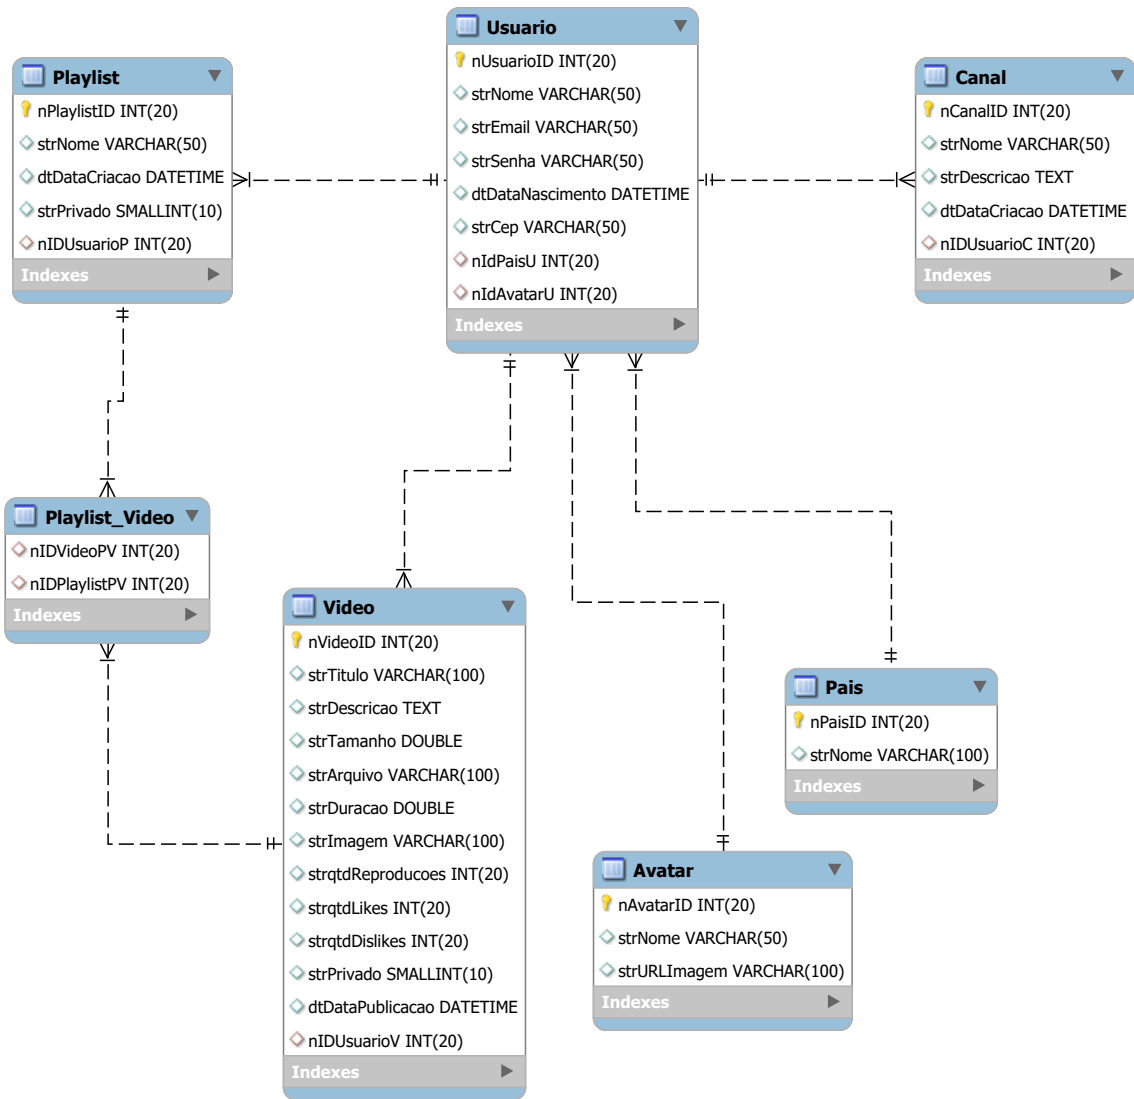 Usuario
nUsuarioID INT(20)
strNome VARCHAR(50)
strEmail VARCHAR(50)
strSenha VARCHAR(50)
dtDataNascimento DATETIME
strCep VARCHAR(50)
nIdPaisU INT(20)
nIdAvatarU INT(20)
Indexes
Playlist
nPlaylistID INT(20)
strNome VARCHAR(50)
dtDataCriacao DATETIME
strPrivado SMALLINT(10)
nIDUsuarioP INT(20)
Indexes
Canal
nCanalID INT(20)
strNome VARCHAR(50)
strDescricao TEXT
dtDataCriacao DATETIME
nIDUsuarioC INT(20)
Indexes
Playlist_Video
nIDVideoPV INT(20)
nIDPlaylistPV INT(20)
Indexes
Video
nVideoID INT(20)
strTitulo VARCHAR(100)
strDescricao TEXT
strTamanho DOUBLE
strArquivo VARCHAR(100)
strDuracao DOUBLE
strImagem VARCHAR(100)
strqtdReproducoes INT(20)
strqtdLikes INT(20)
strqtdDislikes INT(20)
strPrivado SMALLINT(10)
dtDataPublicacao DATETIME
nIDUsuarioV INT(20)
Indexes
Pais
nPaisID INT(20)
strNome VARCHAR(100)
Indexes
Avatar
nAvatarID INT(20)
strNome VARCHAR(50)
strURLImagem VARCHAR(100)
Indexes